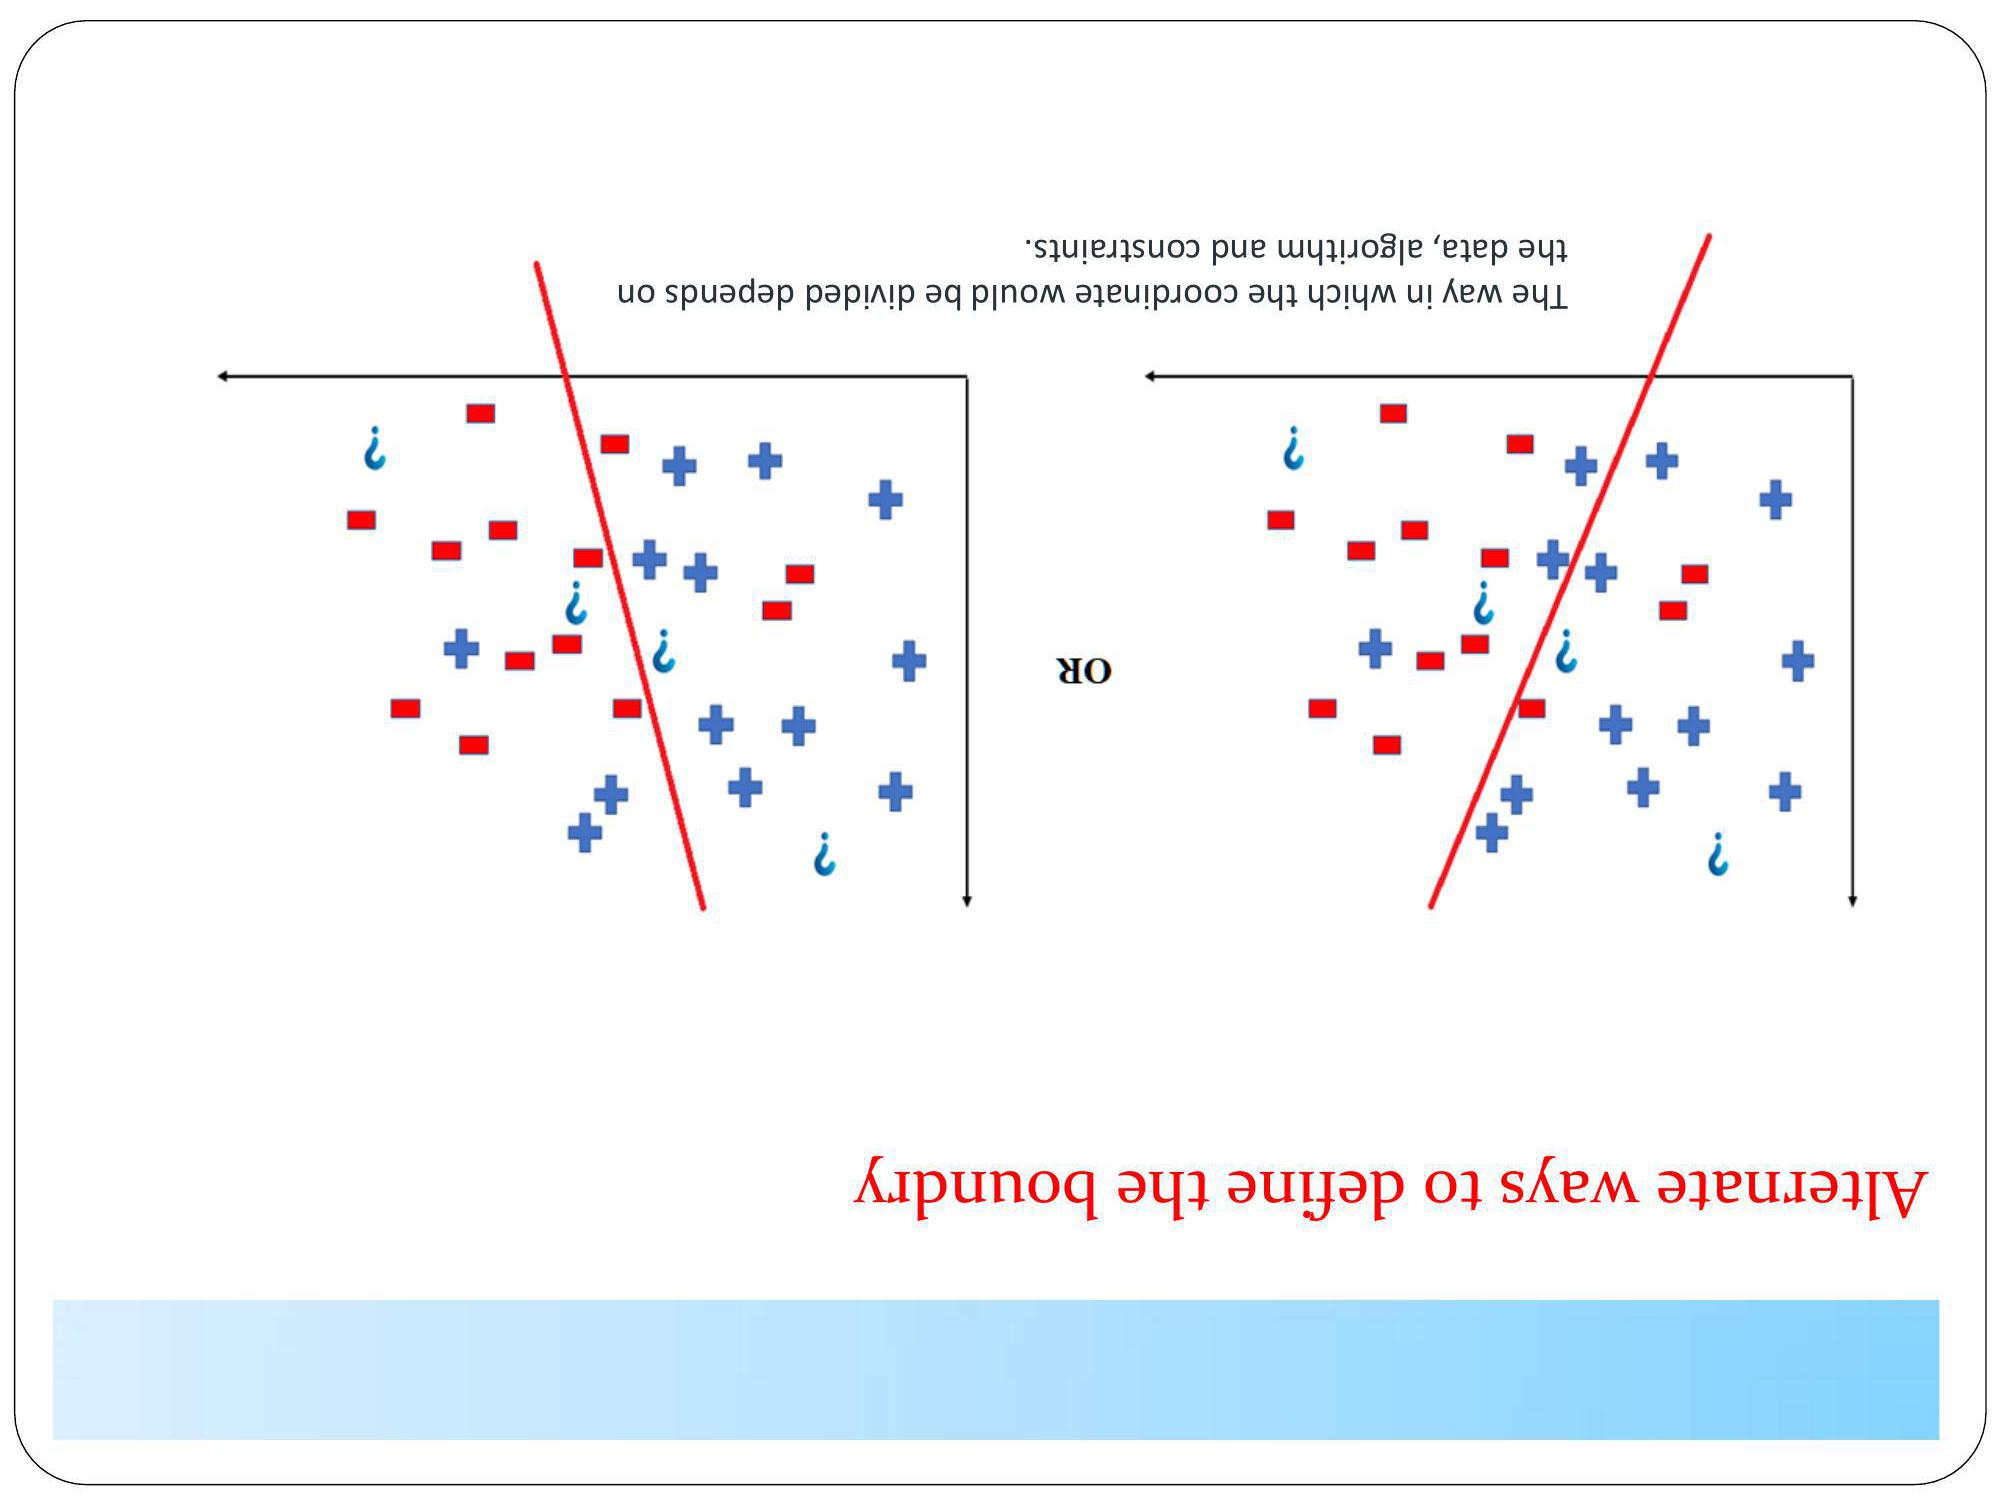 Alternate ways to define the boundry
?
?
?
?
OR
?
?
?
?
The way in which the coordinate would be divided depends on
the data, algorithm and constraints.